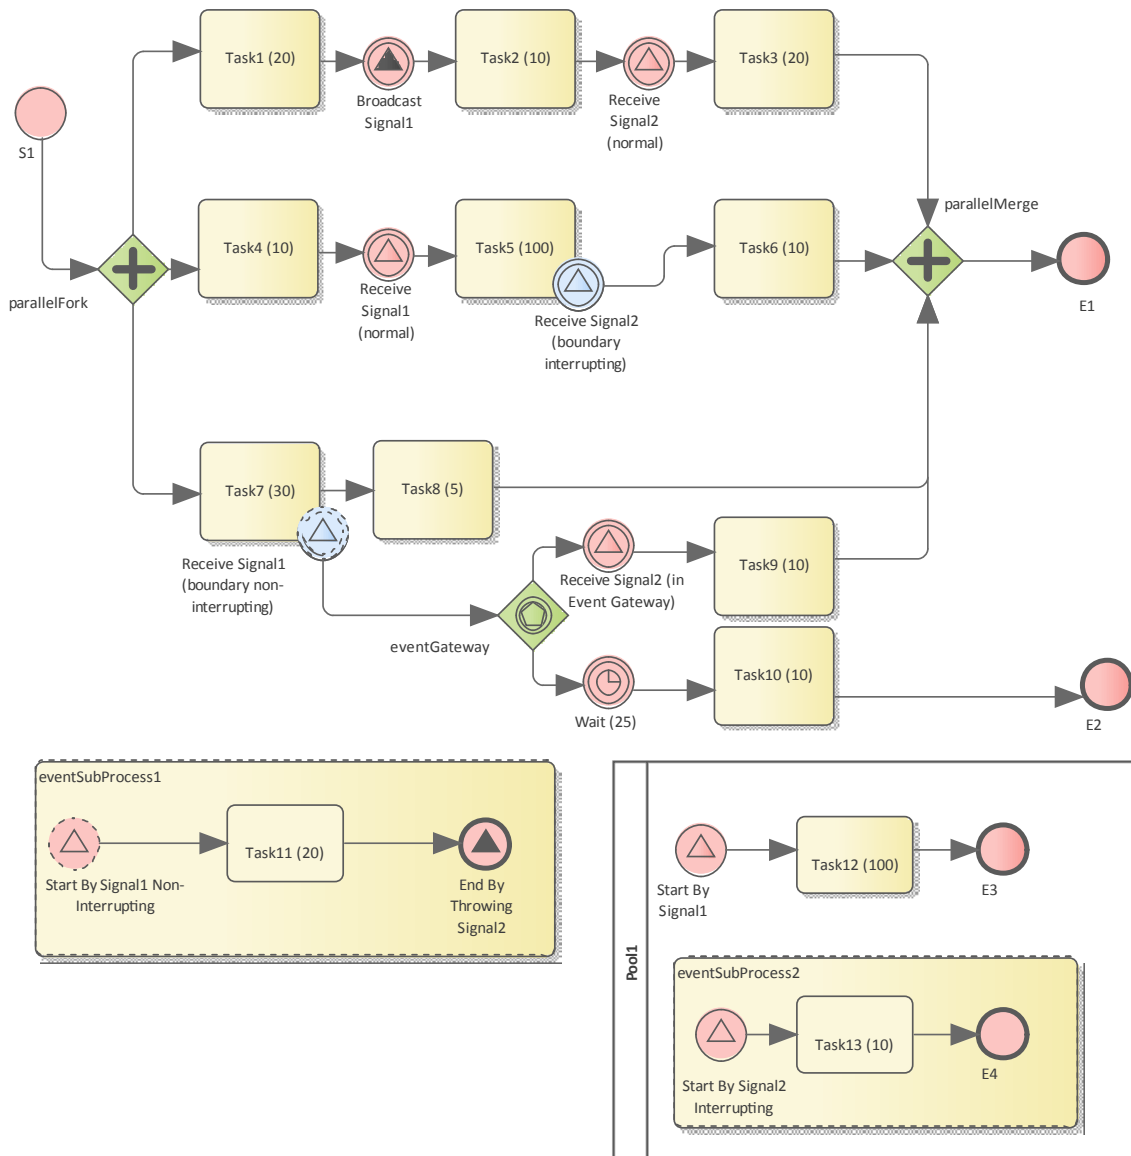 Task1 (20)
Broadcast
Signal1
Task2 (10)
Receive
Signal2
(normal)
Task3 (20)
S1
parallelFork
Task4 (10)
Receive
Signal1
(normal)
Task5 (100)
Receive Signal2
(boundary
interrupting)
Task6 (10)
parallelMerge
E1
Task7 (30)
Receive Signal1
(boundary non-
interrupting)
Task8 (5)
eventGateway
Receive Signal2 (in
Event Gateway)
Task9 (10)
Wait (25)
Task10 (10)
E2
eventSubProcess1
Start By Signal1 Non-
Interrupting
Task11 (20)
End By
Throwing
Signal2
Pool1
Start By
Signal1
Task12 (100)
E3
eventSubProcess2
Start By Signal2
Interrupting
Task13 (10)
E4